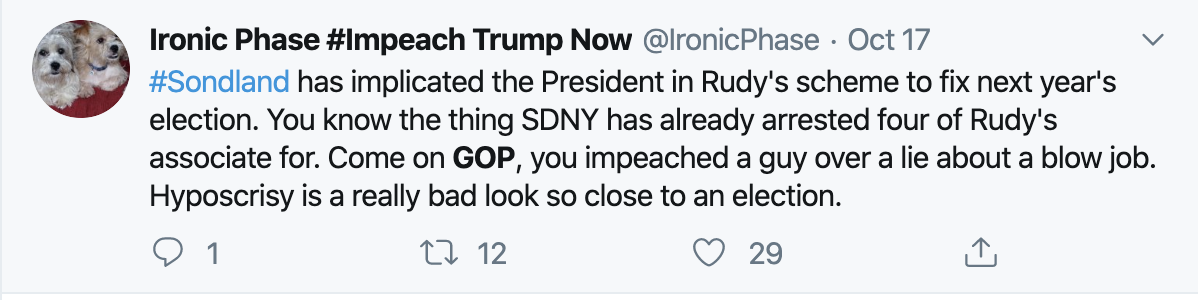 Ironic Phase #Impeach Trump Now @IronicPhase · Oct 17
#Sondland has implicated the President in Rudy's scheme to fix next year's
election. You know the thing SDNY has already arrested four of Rudy's
associate for. Come on GOP, you impeached a guy over a lie about a blow job.
Hyposcrisy is a really bad look so close to an election.
1 12 29